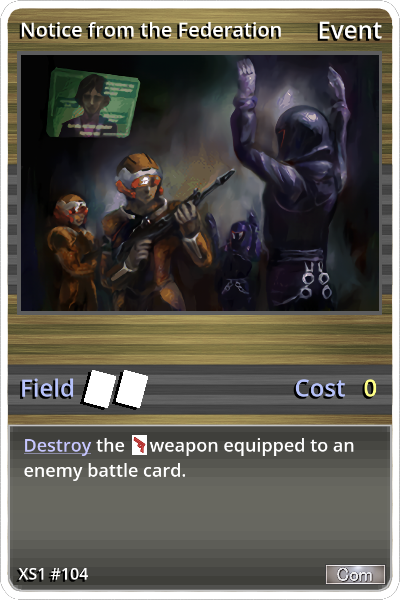 Notice from the Federation Event
Field Cost 0
Destroy the weapon equipped to an
enemy battle card.
XS1 #104 Com